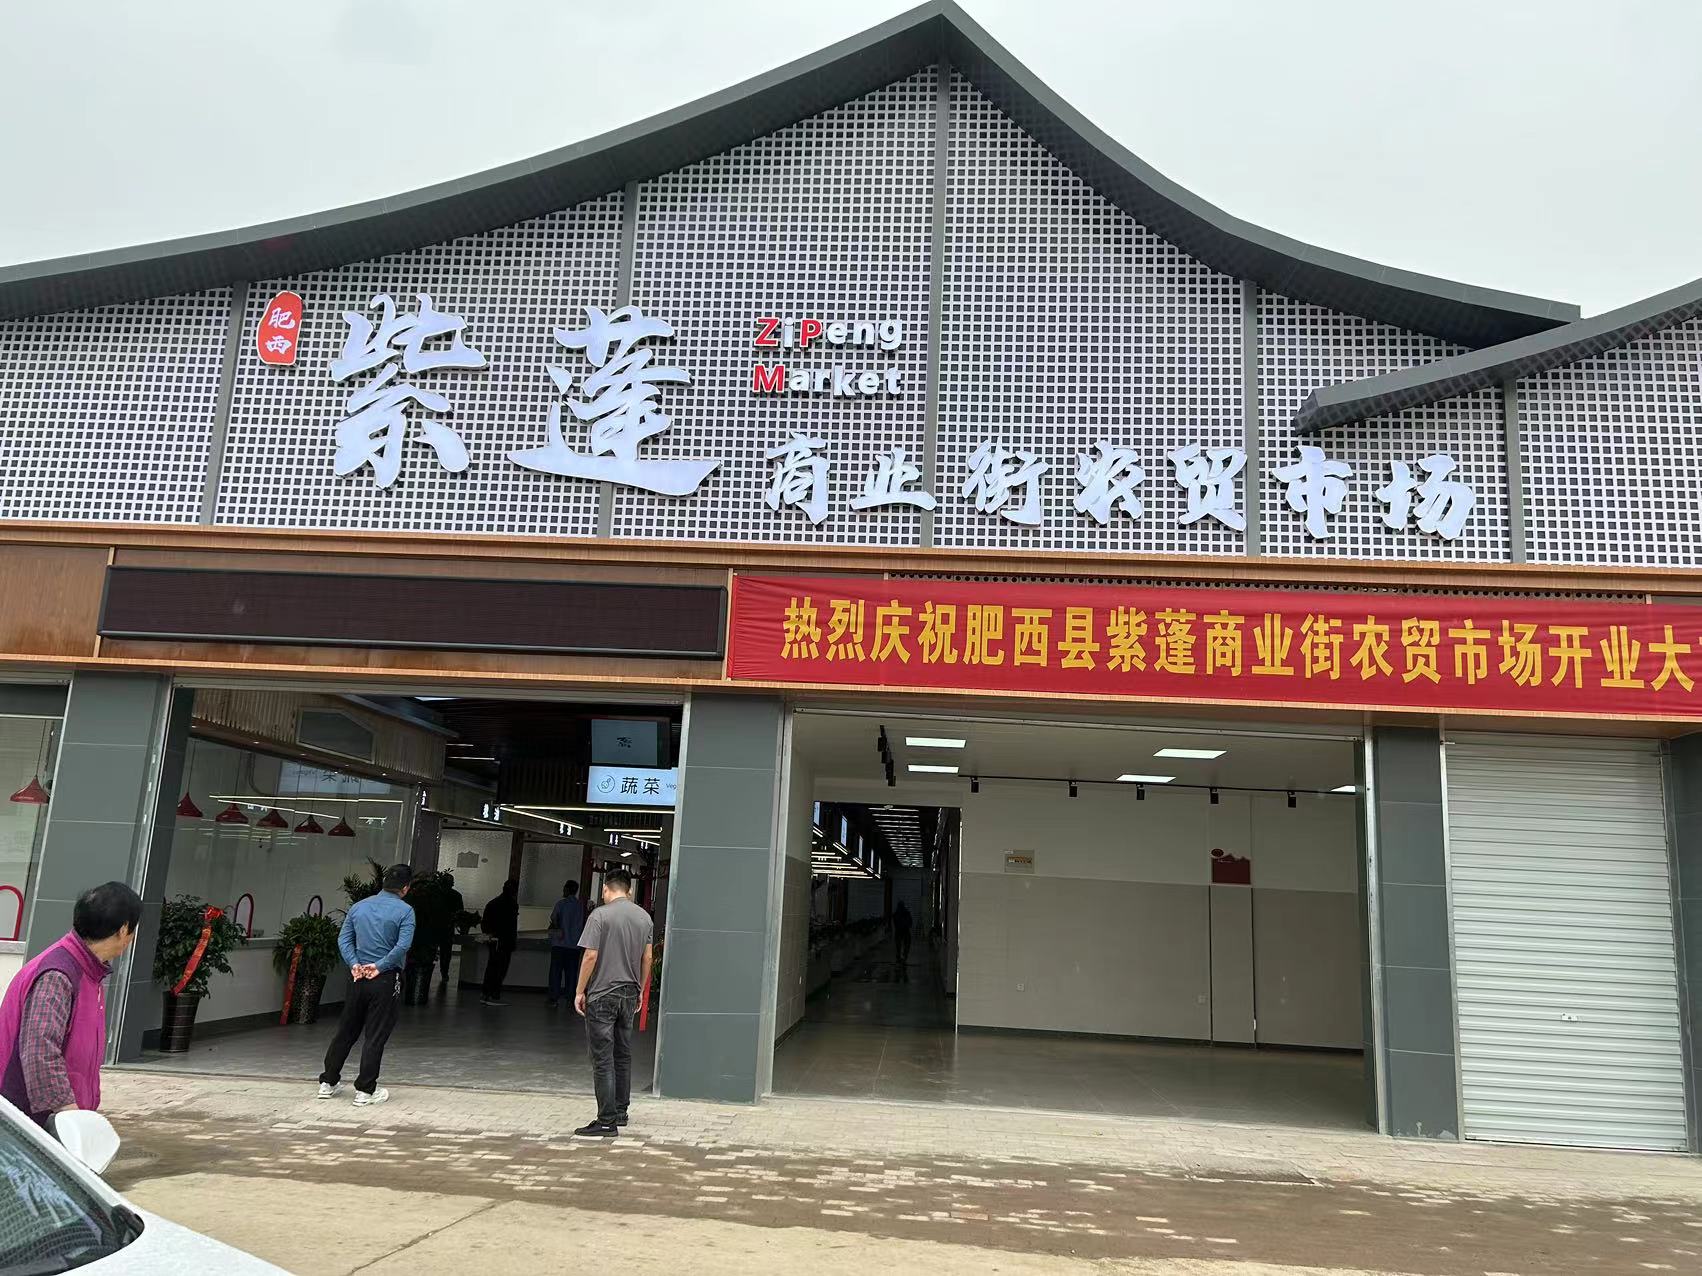 肥西
紫蓬
ZiPeng
Market
商业街农贸市场
热烈庆祝肥西县紫蓬商业街农贸市场开业大
蔬菜